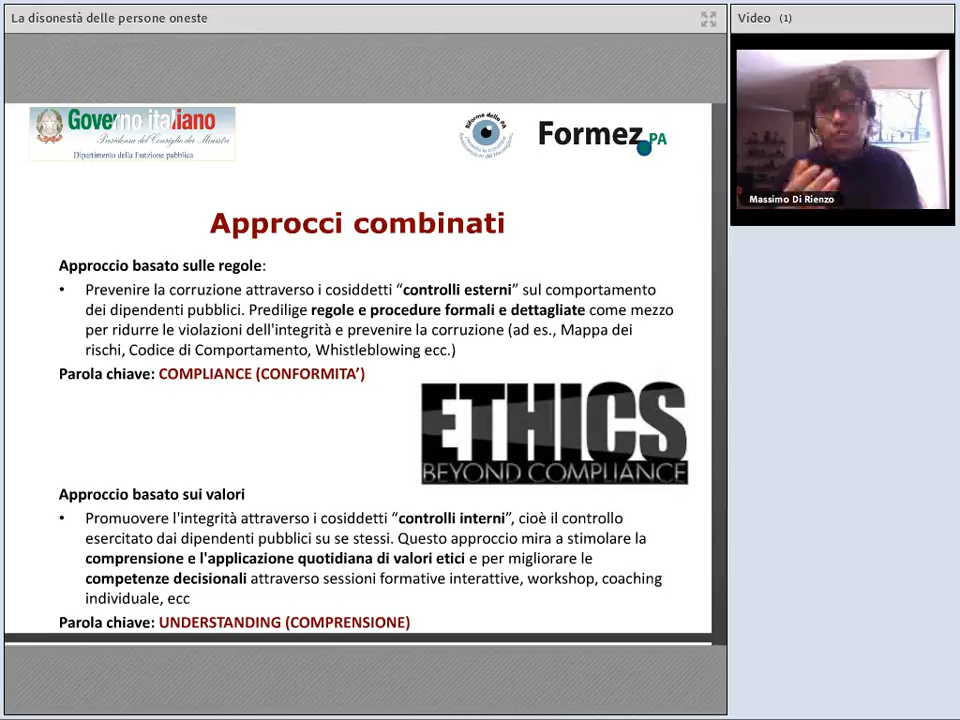 La disonestà delle persone oneste
Video (1)
Governo italiano
Presidenza del Consiglio dei Ministri
Dipartimento della Funzione pubblica
Riforme della PA
Formez PA
Massimo Di Rienzo
Approcci combinati
Approccio basato sulle regole:
• Prevenire la corruzione attraverso i cosiddetti “controlli esterni” sul comportamento
dei dipendenti pubblici. Predilige regole e procedure formali e dettagliate come mezzo
per ridurre le violazioni dell'integrità e prevenire la corruzione (ad es., Mappa dei
rischi, Codice di Comportamento, Whistleblowing ecc.)
Parola chiave: COMPLIANCE (CONFORMITA’)
ETHICS
BEYOND COMPLIANCE
Approccio basato sui valori
• Promuovere l'integrità attraverso i cosiddetti “controlli interni”, cioè il controllo
esercitato dai dipendenti pubblici su se stessi. Questo approccio mira a stimolare la
comprensione e l'applicazione quotidiana di valori etici e per migliorare le
competenze decisionali attraverso sessioni formative interattive, workshop, coaching
individuale, ecc
Parola chiave: UNDERSTANDING (COMPRENSIONE)